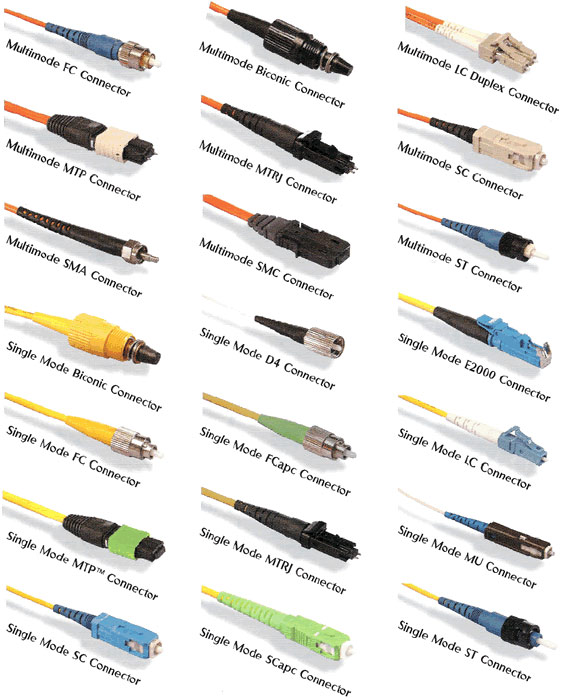 Multimode FC Connector
Multimode Biconic Connector
Multimode LC Duplex Connector
Multimode MTP Connector
Multimode MTRJ Connector
Multimode SC Connector
Multimode SMA Connector
Multimode SMC Connector
Multimode ST Connector
Single Mode Biconic Connector
Single Mode D4 Connector
Single Mode E2000 Connector
Single Mode FC Connector
Single Mode FCapc Connector
Single Mode LC Connector
Single Mode MTP™ Connector
Single Mode MTRJ Connector
Single Mode MU Connector
Single Mode SC Connector
Single Mode SCapc Connector
Single Mode ST Connector